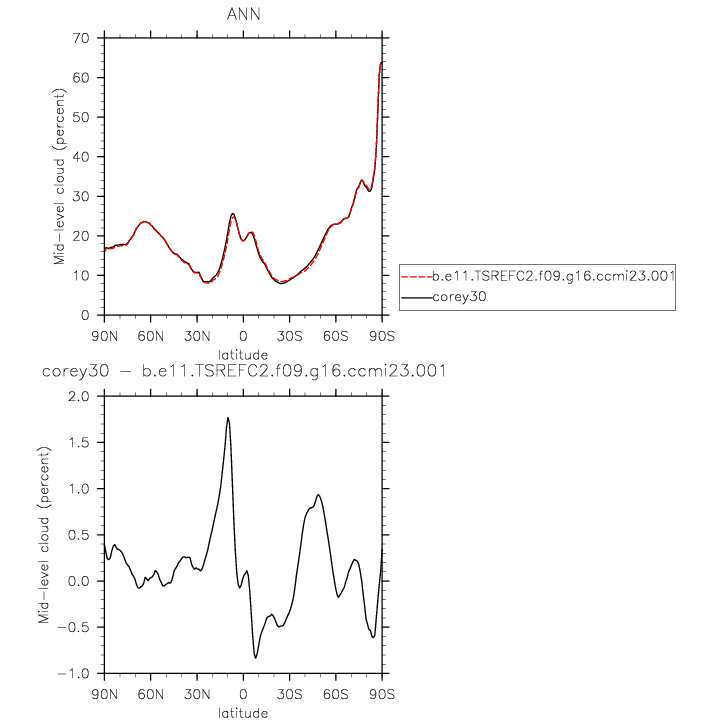 ANN
Mid-level cloud (percent)
70
60
50
40
30
20
10
0
90N 60N 30N 0 30S 60S 90S
latitude
b.e11.TSREFC2.f09.g16.ccmi23.001
corey30
corey30 - b.e11.TSREFC2.f09.g16.ccmi23.001
Mid-level cloud (percent)
2.0
1.5
1.0
0.5
0.0
-0.5
-1.0
90N 60N 30N 0 30S 60S 90S
latitude